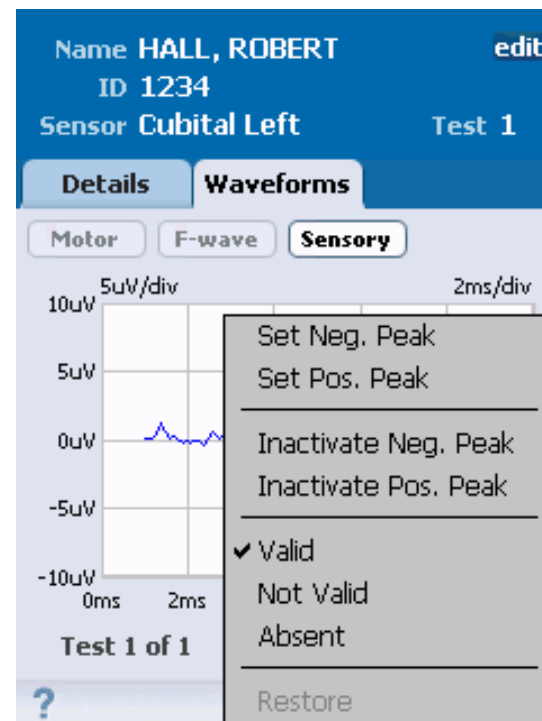 Name HALL, ROBERT edit
ID 1234
Sensor Cubital Left Test 1
Details Waveforms
Motor F-wave Sensory
5uV/div 2ms/div
10uV
5uV
0uV
-5uV
-10uV
0ms 2ms
Test 1 of 1
?
Set Neg. Peak
Set Pos. Peak
Inactivate Neg. Peak
Inactivate Pos. Peak
Valid
Not Valid
Absent
Restore